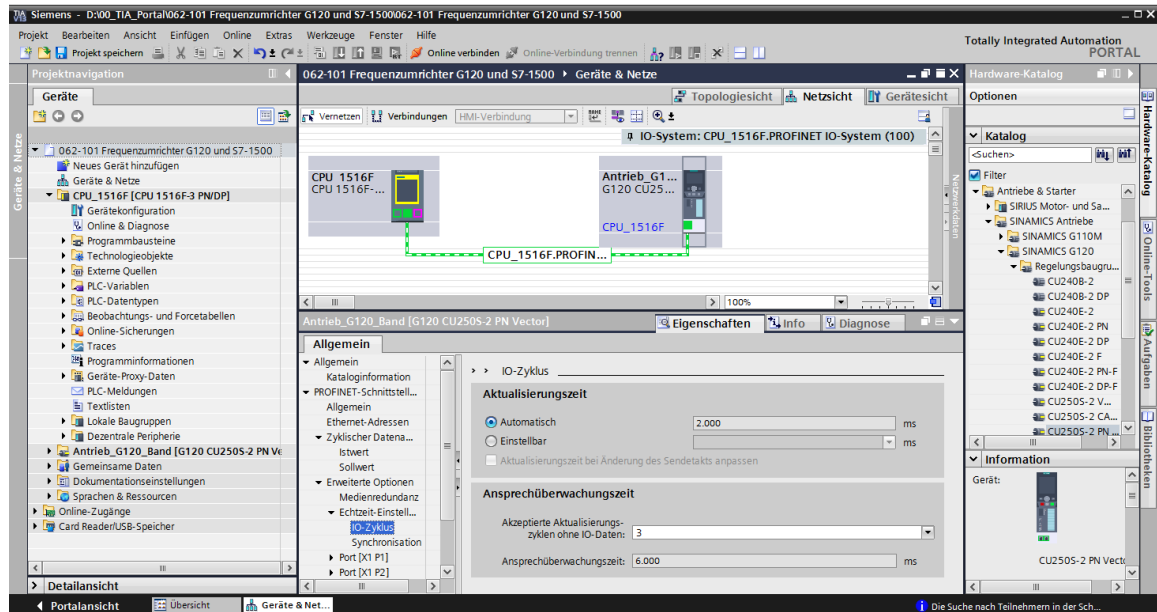 Siemens - D:\00_TIA_Portal\062-101 Frequenzumrichter G120 und S7-1500\062-101 Frequenzumrichter G120 und S7-1500
Projekt Bearbeiten Ansicht Einfügen Online Extras Werkzeuge Fenster Hilfe
Totally Integrated Automation
PORTAL
Projekt speichern
Online verbinden
Online-Verbindung trennen
Projektnavigation
062-101 Frequenzumrichter G120 und S7-1500 Geräte & Netze
Hardware-Katalog
Geräte
Topologiesicht
Netzsicht
Gerätesicht
Optionen
Vernetzen
Verbindungen
HMI-Verbindung
IO-System: CPU_1516F.PROFINET IO-System (100)
Geräte & Netze
062-101 Frequenzumrichter G120 und S7-1500
Neues Gerät hinzufügen
Geräte & Netze
CPU_1516F [CPU 1516F-3 PN/DP]
Gerätekonfiguration
Online & Diagnose
Programmbausteine
Technologieobjekte
Externe Quellen
PLC-Variablen
PLC-Datentypen
Beobachtungs- und Forcetabellen
Online-Sicherungen
Traces
Programminformationen
Geräte-Proxy-Daten
PLC-Meldungen
Textlisten
Lokale Baugruppen
Dezentrale Peripherie
Antrieb_G120_Band [G120 CU250S-2 PN Ve
Gemeinsame Daten
Dokumentationseinstellungen
Sprachen & Ressourcen
Online-Zugänge
Card Reader/USB-Speicher
Detailansicht
CPU_1516F
CPU 1516F-...
Antrieb_G1...
G120 CU25...
CPU_1516F
CPU_1516F.PROFIN...
Netzwerkdaten
100%
Antrieb_G120_Band [G120 CU250S-2 PN Vector]
Eigenschaften
Info
Diagnose
Allgemein
Allgemein
Kataloginformation
PROFINET-Schnittstell...
Allgemein
Ethernet-Adressen
Zyklischer Datena...
Istwert
Sollwert
Erweiterte Optionen
Medienredundanz
Echtzeit-Einstell...
IO-Zyklus
Synchronisation
Port [X1 P1]
Port [X1 P2]
IO-Zyklus
Aktualisierungszeit
Automatisch
2.000 ms
Einstellbar
ms
Aktualisierungszeit bei Änderung des Sendetakts anpassen
Ansprechüberwachungszeit
Akzeptierte Aktualisierungs-
zyklen ohne IO-Daten: 3
Ansprechüberwachungszeit: 6.000 ms
Katalog
<Suchen>
Filter
Antriebe & Starter
SIRIUS Motor- und Sa...
SINAMICS Antriebe
SINAMICS G110M
SINAMICS G120
Regelungsbaugru...
CU240B-2
CU240B-2 DP
CU240E-2
CU240E-2 PN
CU240E-2 DP
CU240E-2 F
CU240E-2 PN-F
CU240E-2 DP-F
CU250S-2 V...
CU250S-2 CA...
CU250S-2 PN ...
Information
Gerät:
CU250S-2 PN Vecto
Hardware-Katalog
Online-Tools
Aufgaben
Bibliotheken
Portalansicht
Übersicht
Geräte & Net...
Die Suche nach Teilnehmern in der Sch...